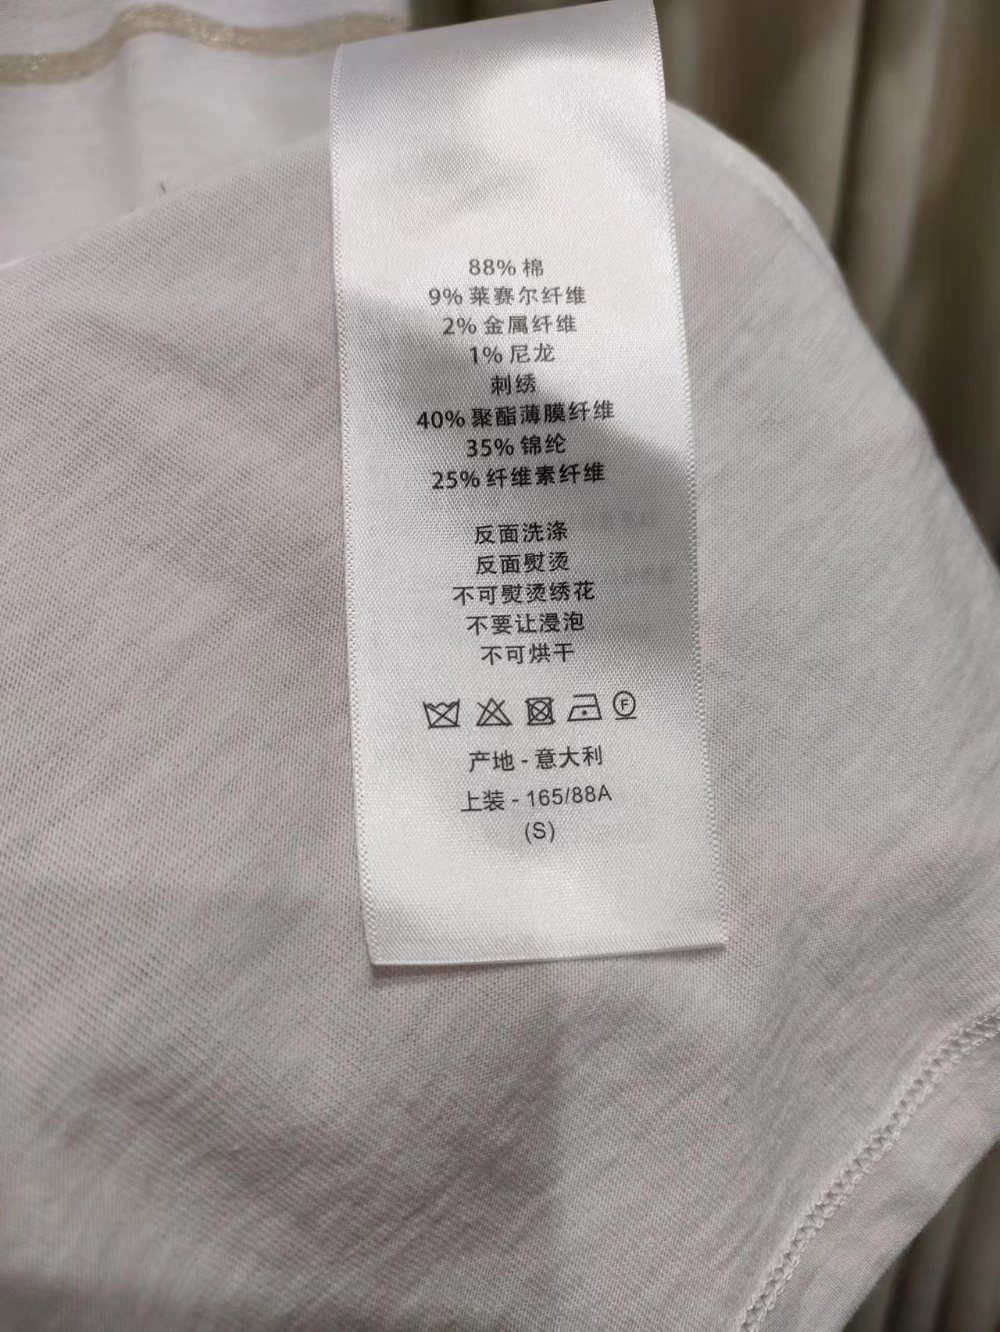 88% 棉
9% 莱赛尔纤维
2% 金属纤维
1% 尼龙
刺绣
40% 聚酯薄膜纤维
35% 锦纶
25% 纤维素纤维
反面洗涤
反面熨烫
不可熨烫绣花
不要让浸泡
不可烘干
F
产地 - 意大利
上装 - 165/88A
(S)